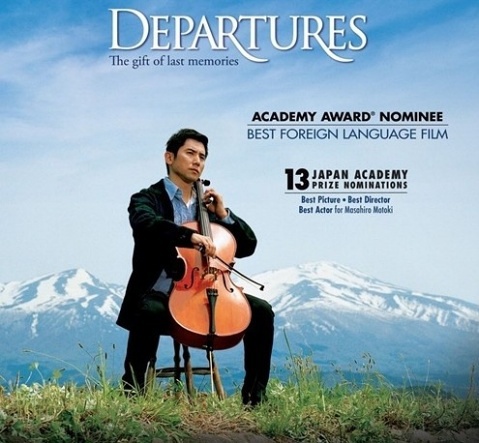 DEPARTURES
The gift of last memories
ACADEMY AWARD® NOMINEE
BEST FOREIGN LANGUAGE FILM
13 JAPAN ACADEMY
PRIZE NOMINATIONS
Best Picture • Best Director
Best Actor for Masahiro Motoki